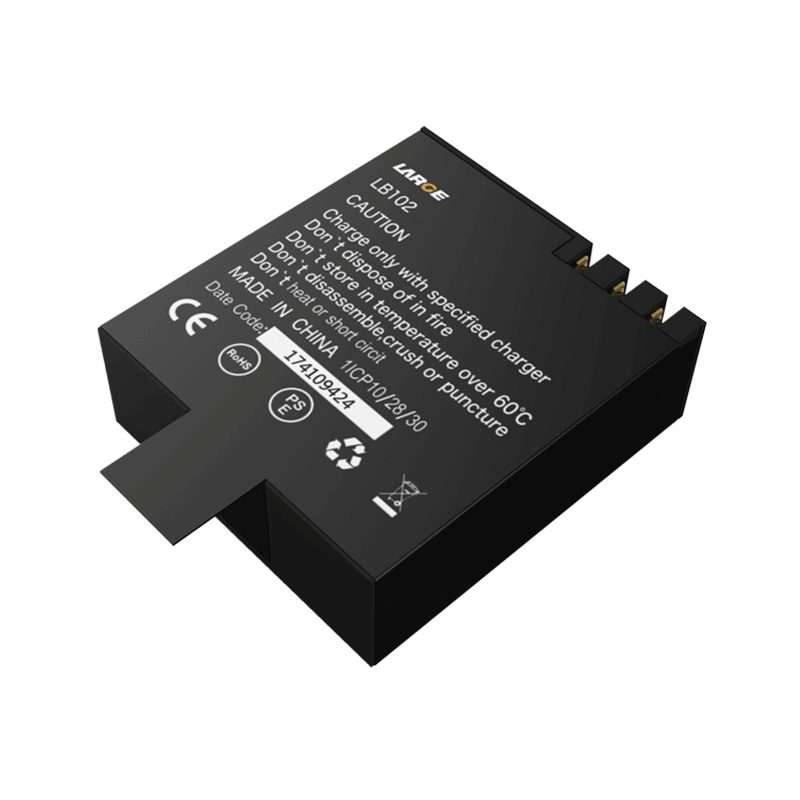 LARGE
LB102
CAUTION
Charge only with specified charger
Don`t dispose of in fire
Don`t store in temperature over 60℃
Don`t disassemble,crush or puncture
Don`t heat or short circit
MADE IN CHINA 1ICP10/28/30
Date Code: 174109424
CE
RoHS
PS
E